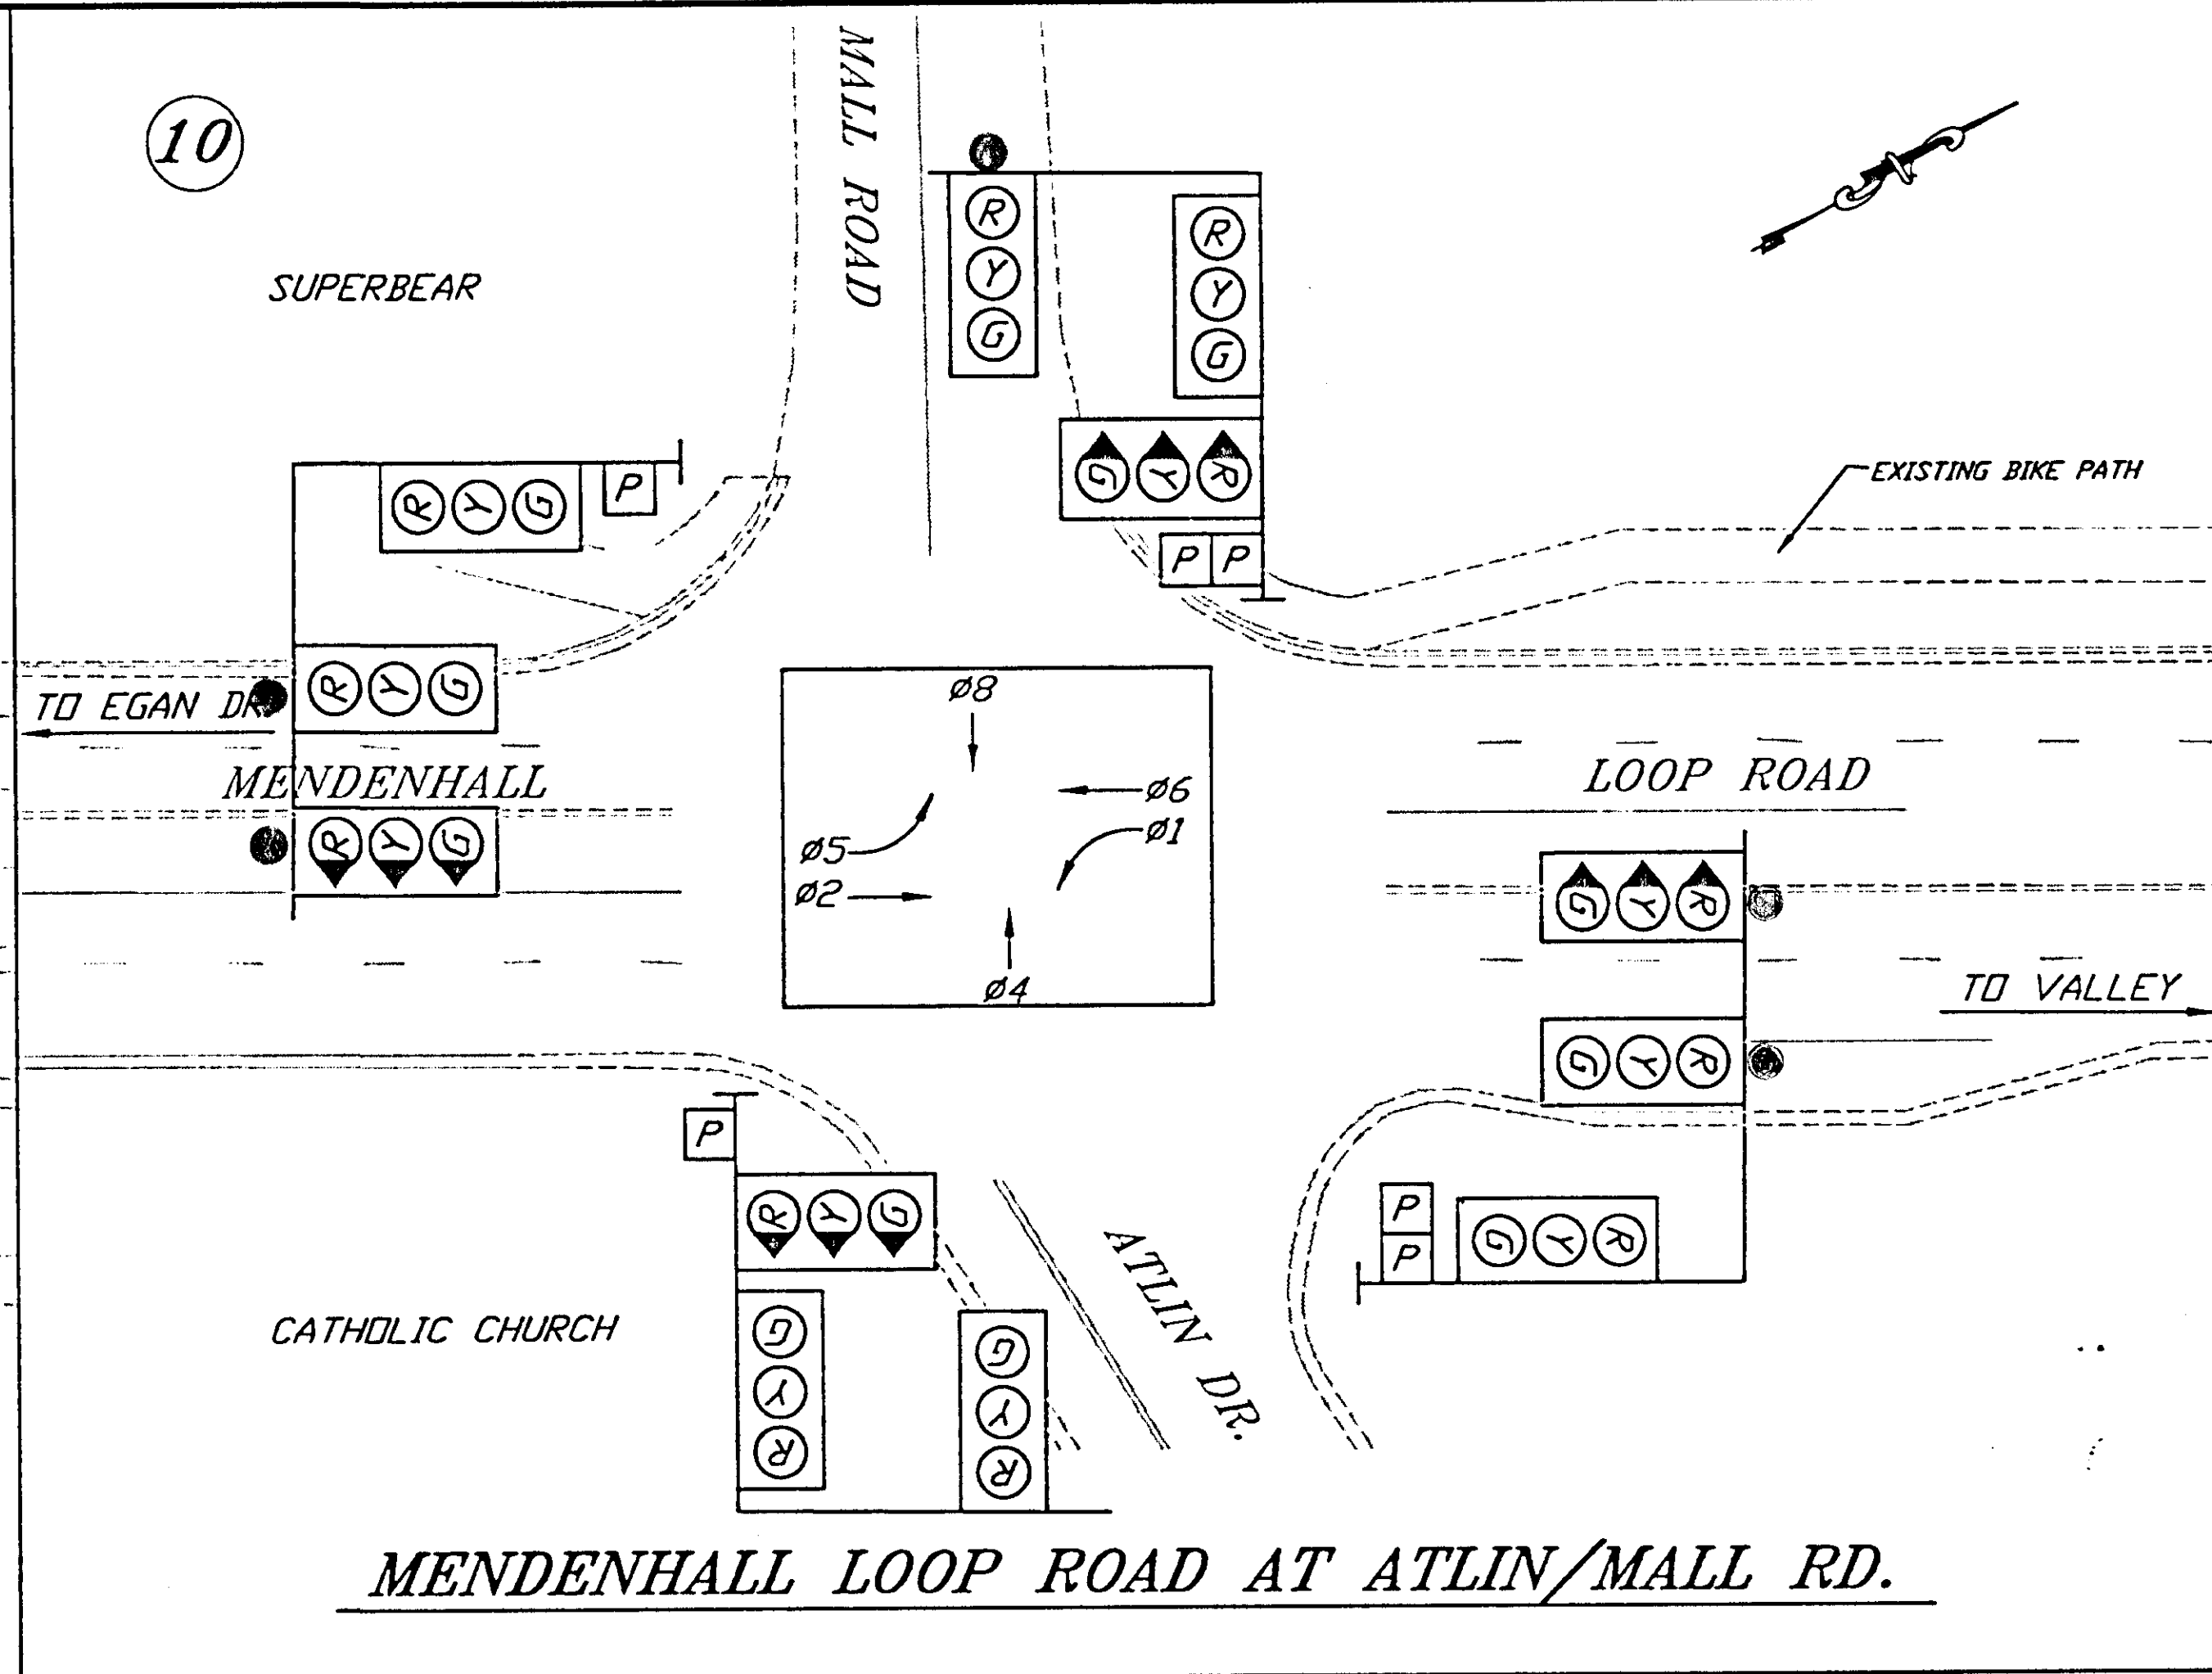 10
MALL ROAD
SUPERBEAR
R
Y
G
R
Y
G
G Y R
EXISTING BIKE PATH
R Y G
P
P P
R Y G
TO EGAN DR
MENDENHALL
LOOP ROAD
R Y G
ø8
ø6
ø1
ø5
ø2
ø4
G Y R
TO VALLEY
G Y R
P
R Y G
P
P
G Y R
ATLIN DR.
CATHOLIC CHURCH
G
Y
R
G
Y
R
MENDENHALL LOOP ROAD AT ATLIN/MALL RD.